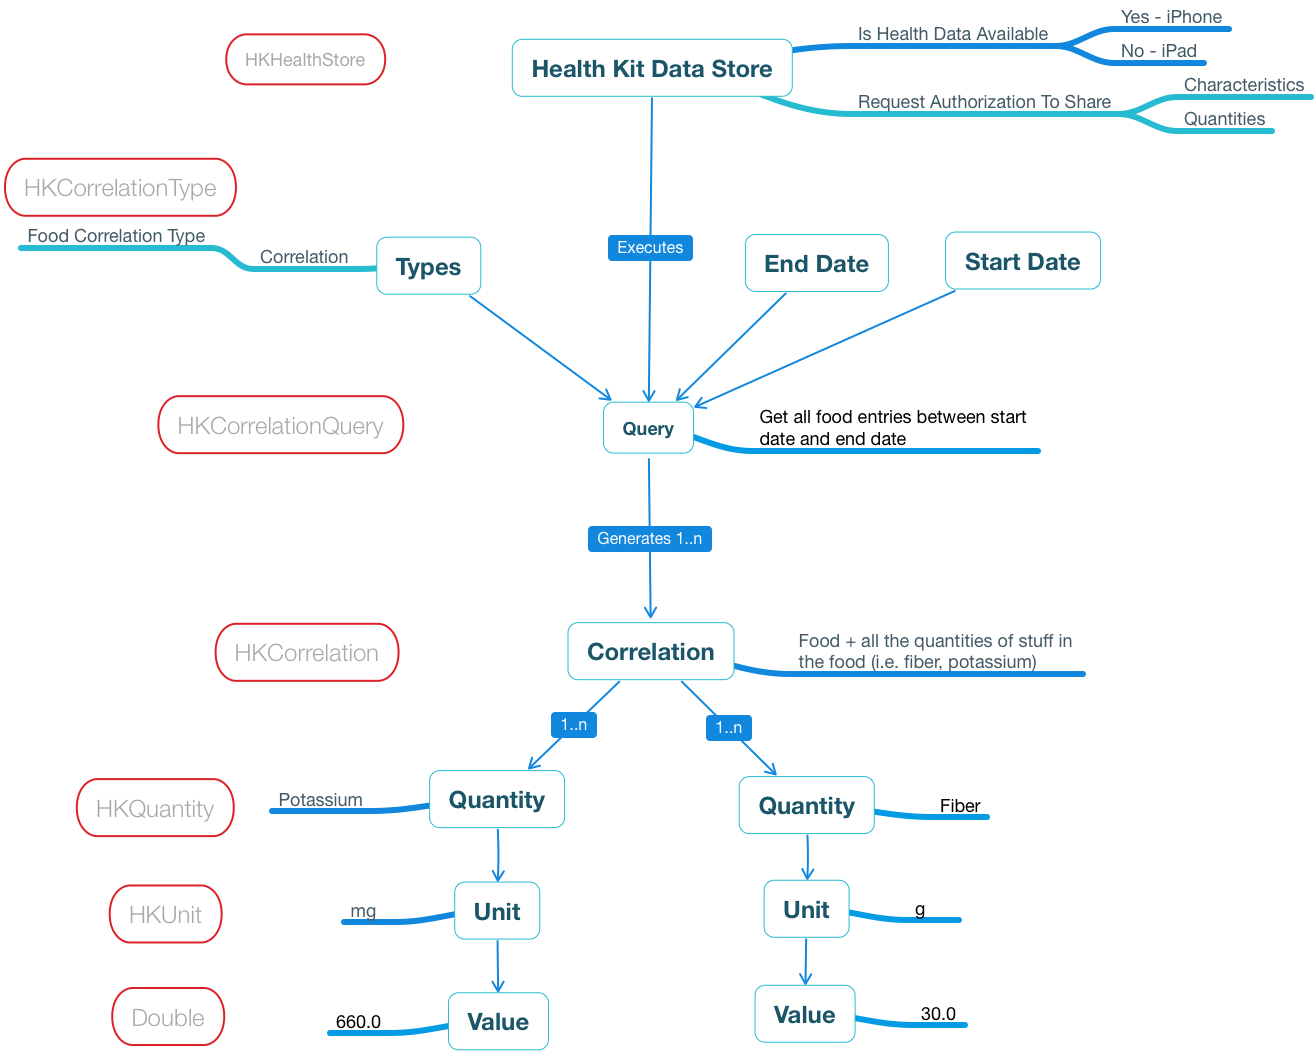 Yes - iPhone
Is Health Data Available
No - iPad
HKHealthStore
Health Kit Data Store
Characteristics
Request Authorization To Share
Quantities
HKCorrelationType
Food Correlation Type
Correlation
Types
Executes
End Date
Start Date
HKCorrelationQuery
Query
Get all food entries between start
date and end date
Generates 1..n
HKCorrelation
Correlation
Food + all the quantities of stuff in
the food (i.e. fiber, potassium)
1..n
1..n
HKQuantity
Potassium
Quantity
Quantity
Fiber
HKUnit
mg
Unit
Unit
g
Double
660.0
Value
Value
30.0